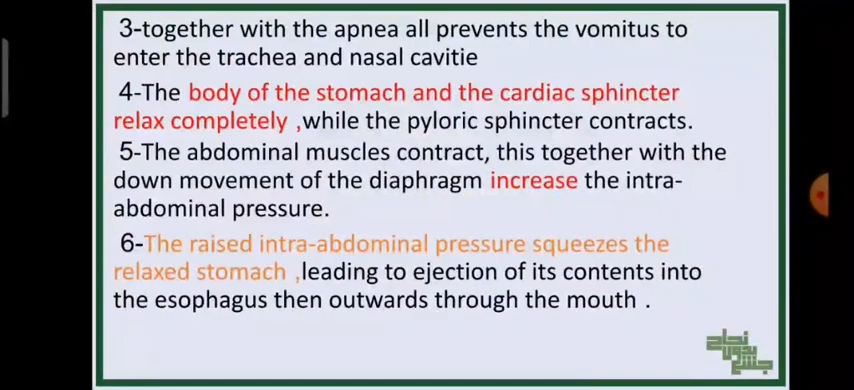 3-together with the apnea all prevents the vomitus to
enter the trachea and nasal cavitie
4-The body of the stomach and the cardiac sphincter
relax completely ,while the pyloric sphincter contracts.
5-The abdominal muscles contract, this together with the
down movement of the diaphragm increase the intra-
abdominal pressure.
6-The raised intra-abdominal pressure squeezes the
relaxed stomach ,leading to ejection of its contents into
the esophagus then outwards through the mouth .
نجاح
بدون
جشع